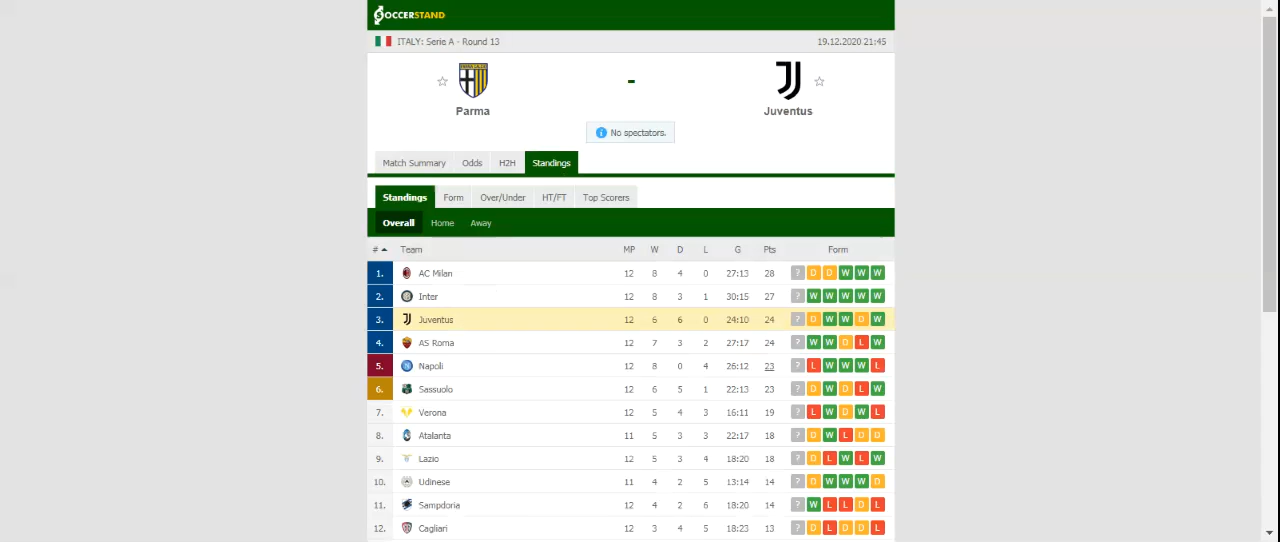 SOCCERSTAND
ITALY: Serie A - Round 13 19.12.2020 21:45
-
Parma Juventus
No spectators.
Match Summary Odds H2H Standings
Standings Form Over/Under HT/FT Top Scorers
Overall Home Away
# Team MP W D L G Pts Form
1. AC Milan 12 8 4 0 27:13 28 ? D D W W W
2. Inter 12 8 3 1 30:15 27 ? W W W W W
3. Juventus 12 6 6 0 24:10 24 ? D W W D W
4. AS Roma 12 7 3 2 27:17 24 ? W W D L W
5. Napoli 12 8 0 4 26:12 23 ? L W W W L
6. Sassuolo 12 6 5 1 22:13 23 ? D W D L W
7. Verona 12 5 4 3 16:11 19 ? L W D W L
8. Atalanta 11 5 3 3 22:17 18 ? D W L D D
9. Lazio 12 5 3 4 18:20 18 ? D L W L W
10. Udinese 11 4 2 5 13:14 14 ? D W W W D
11. Sampdoria 12 4 2 6 18:20 14 ? W L L D L
12. Cagliari 12 3 4 5 18:23 13 ? D L D D L